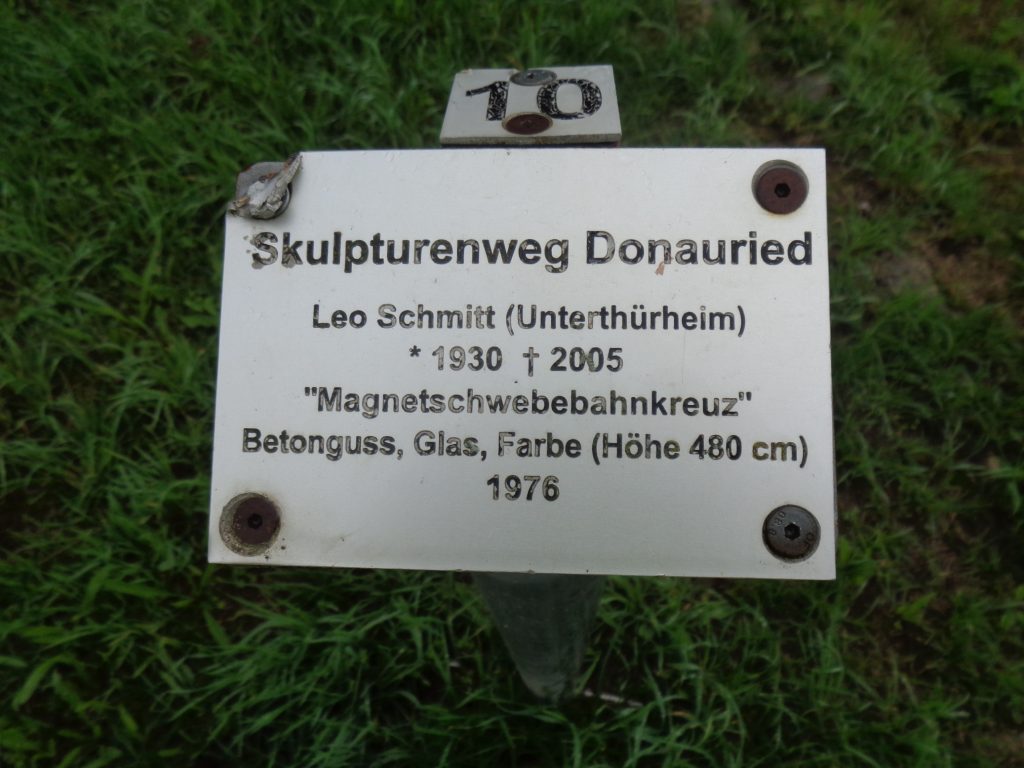 10
Skulpturenweg Donauried
Leo Schmitt (Unterthürheim)
* 1930 † 2005
"Magnetschwebebahnkreuz"
Betonguss, Glas, Farbe (Höhe 480 cm)
1976